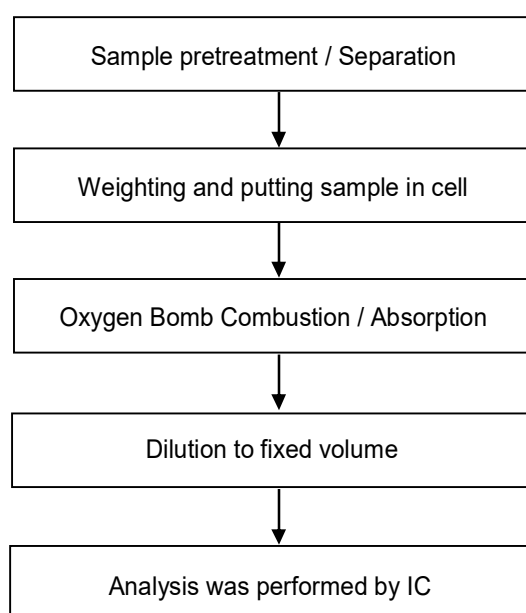 Sample pretreatment / Separation
Weighting and putting sample in cell
Oxygen Bomb Combustion / Absorption
Dilution to fixed volume
Analysis was performed by IC